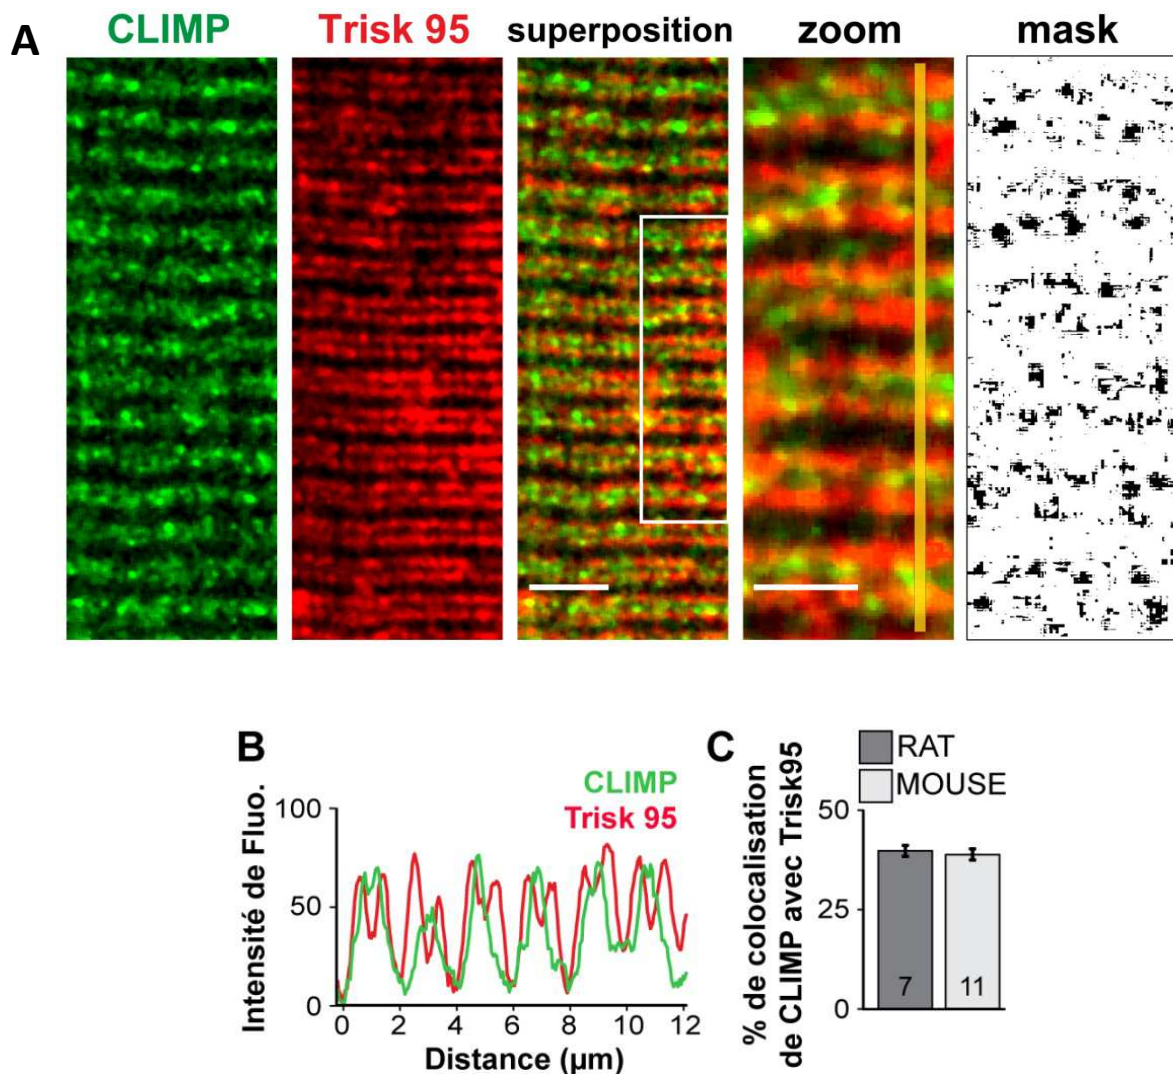 A
CLIMP
Trisk 95
superposition
zoom
mask
B
CLIMP
Trisk 95
Intensité de Fluo.
100
50
0
0 2 4 6 8 10 12
Distance (µm)
C
RAT
MOUSE
% de colocalisation
de CLIMP avec Trisk95
50
25
0
7 11